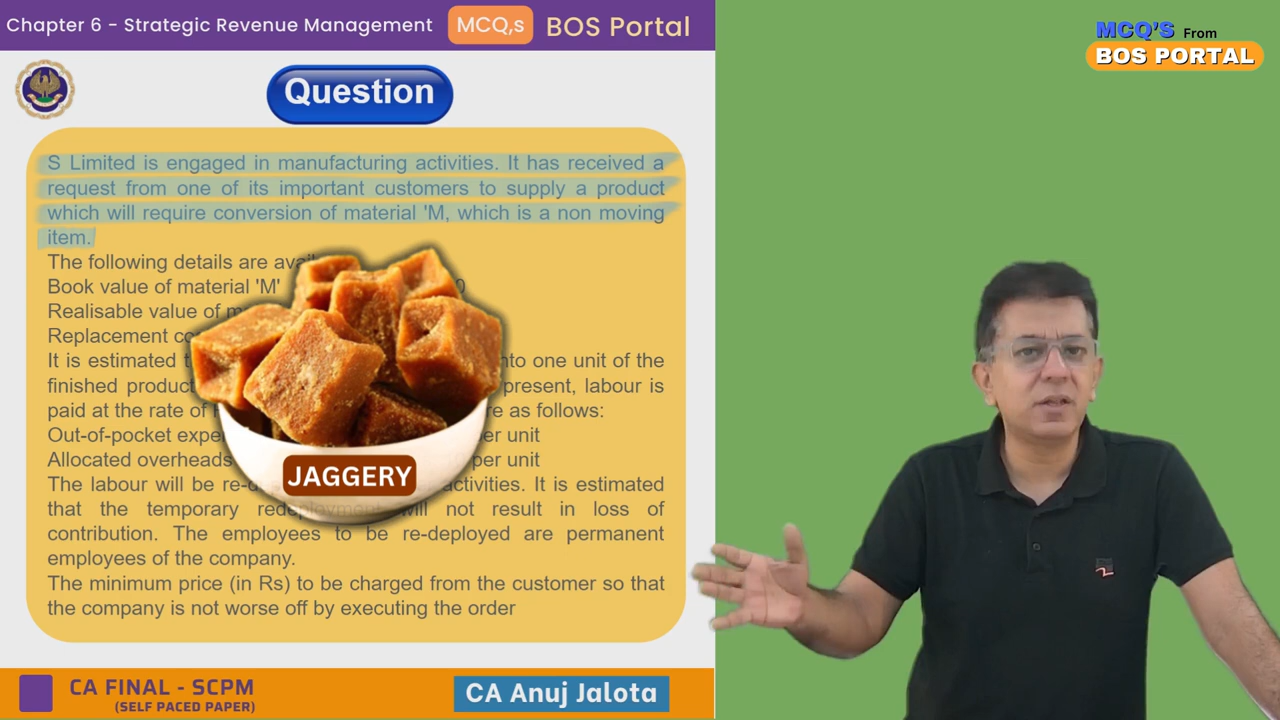 Chapter 6 - Strategic Revenue Management MCQ,s BOS Portal
MCQ'S From
BOS PORTAL
Question
S Limited is engaged in manufacturing activities. It has received a
request from one of its important customers to supply a product
which will require conversion of material 'M, which is a non moving
item.
The following details are
Book value of material 'M' 0
Realisable value of
Replacement
It is estimated into one unit of the
finished product present, labour is
paid at the rate of are as follows:
Out-of-pocket per unit
Allocated overheads per unit
The labour will be activities. It is estimated
that the temporary redeployment will not result in loss of
contribution. The employees to be re-deployed are permanent
employees of the company.
The minimum price (in Rs) to be charged from the customer so that
the company is not worse off by executing the order
JAGGERY
CA FINAL - SCPM
(SELF PACED PAPER)
CA Anuj Jalota